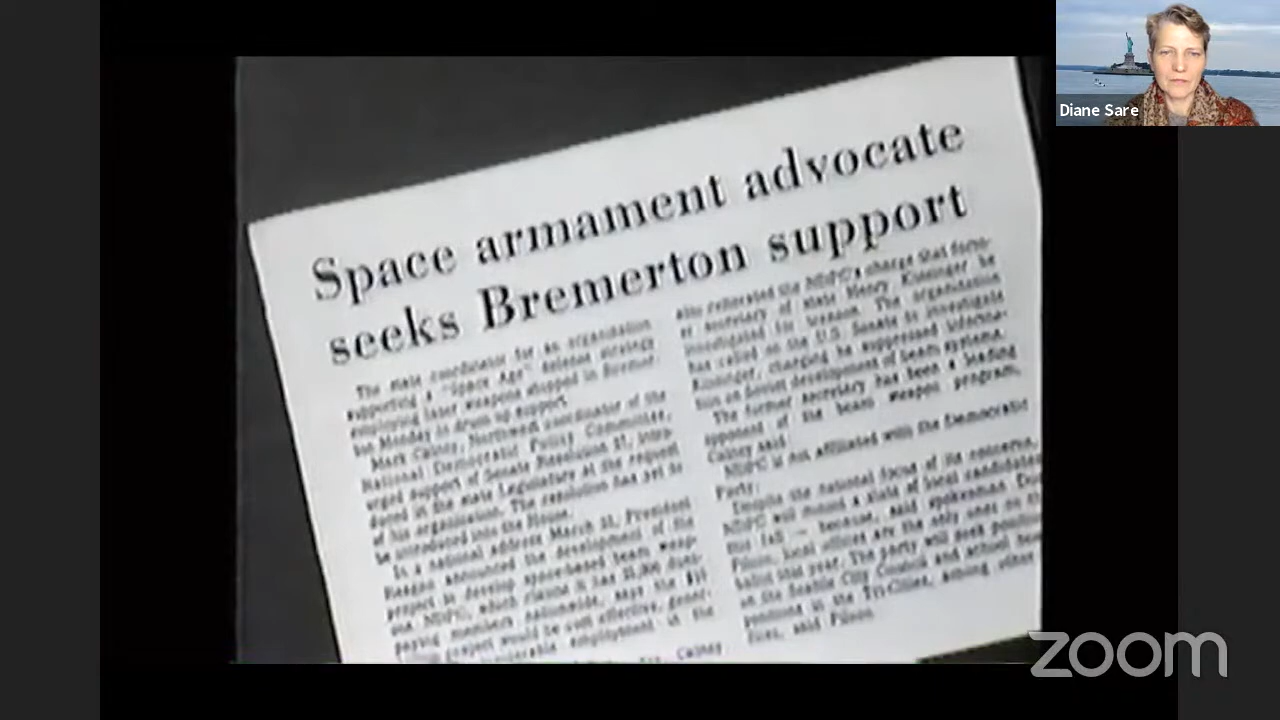 Diane Sare
Space armament advocate
seeks Bremerton support
The state coordinator for an organization
supporting a "Space Age" defense strategy
employing laser weapons stopped in Bremer-
ton Monday to drum up support.
Mark Calney, Northwest coordinator of the
National Democratic Policy Committee,
urged support of Senate Resolution
duced in the state Legislature at the request
of his organization. The resolution has yet to
be introduced into the House.
In a national address March 23, President
Reagan announced the development of the
project to develop space-based beam weap-
NDPC, which claims it has
paying members nationwide, says the
project would be cost effective,
considerable employment in the
Calney
also reiterated the NDPC's charge that form-
er secretary of state Henry Kissinger be
investigated for treason. The organization
has called on the U.S. Senate to investigate
Kissinger, charging he suppressed informa-
tion on Soviet development of beam systems.
The former secretary has been a leading
opponent of the beam weapon program,
Calney said.
NDPC is not affiliated with the Democratic
Party.
Despite the national focus of its concerns,
NDPC will mount a slate of local candidates
this fall — because, said spokesman
local offices are the only ones on the
ballot this year. The party will seek positions
on the Seattle City Council and school
positions in the Tri-Cities, among other
said
zoom